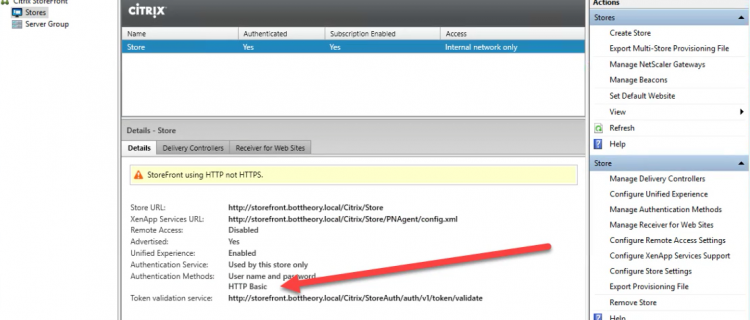 Citrix StoreFront
Stores
Server Group
CİTRIX
Name Authenticated Subscription Enabled Access
Store Yes Yes Internal network only
Details - Store
Details Delivery Controllers Receiver for Web Sites
StoreFront using HTTP not HTTPS.
Store URL: http://storefront.bottheory.local/Citrix/Store
XenApp Services URL: http://storefront.bottheory.local/Citrix/Store/PNAgent/config.xml
Remote Access: Disabled
Advertised: Yes
Unified Experience: Enabled
Authentication Service: Used by this store only
Authentication Methods: User name and password
HTTP Basic
Token validation service: http://storefront.bottheory.local/Citrix/StoreAuth/auth/v1/token/validate
Actions
Stores
Create Store
Export Multi-Store Provisioning File
Manage NetScaler Gateways
Manage Beacons
Set Default Website
View
Refresh
Help
Store
Manage Delivery Controllers
Configure Unified Experience
Manage Authentication Methods
Manage Receiver for Web Sites
Configure Remote Access Settings
Configure XenApp Services Support
Configure Store Settings
Export Provisioning File
Remove Store
Help